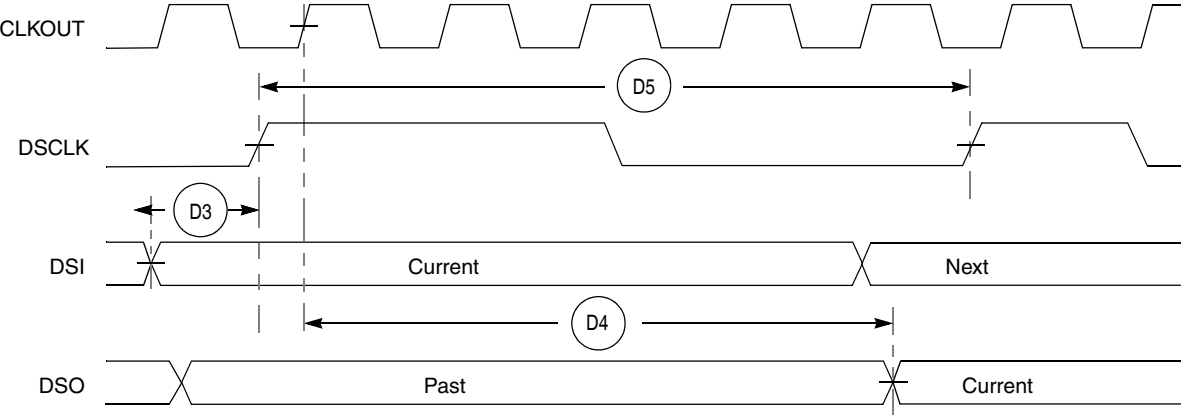 CLKOUT
D5
DSCLK
D3
DSI
Current
Next
D4
DSO
Past
Current